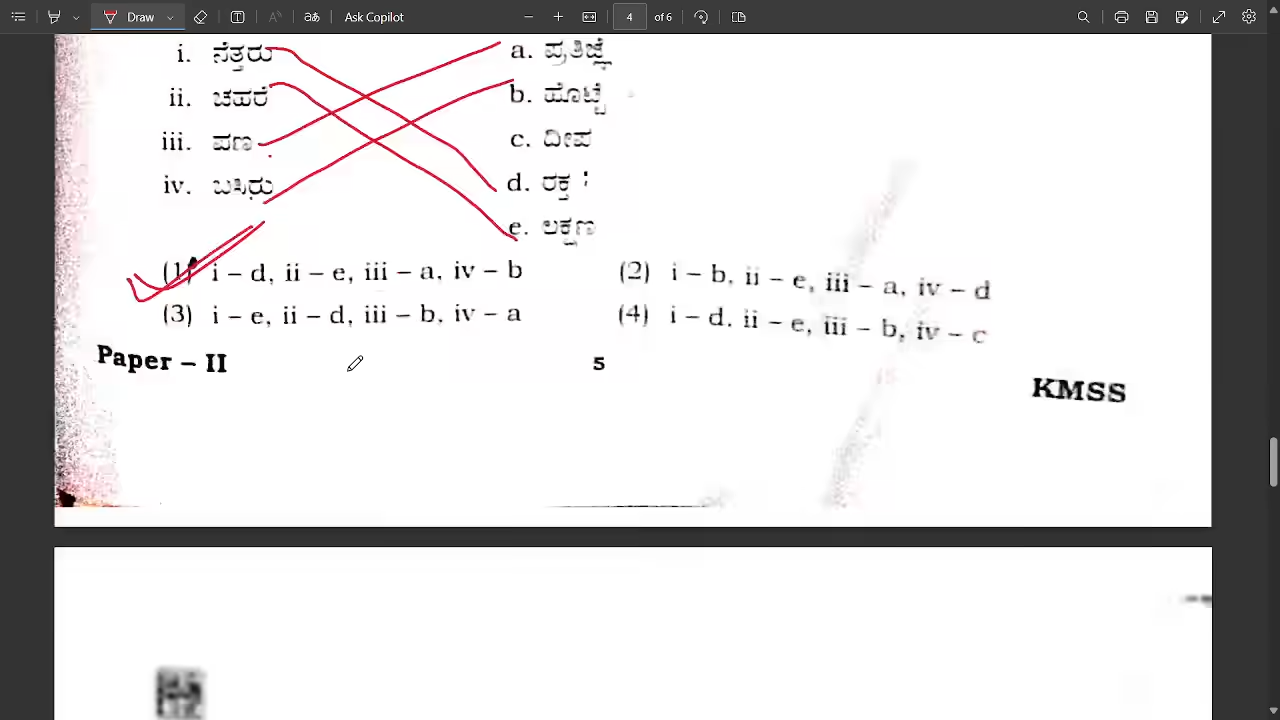 Draw
Ask Copilot
4 of 6
i. ನೆತ್ತರು a. ಪ್ರತಿಜ್ಞೆ
ii. ಚಹರೆ b. ಹೊಟ್ಟೆ
iii. ಪಣ c. ದೀಪ
iv. ಬಸಿರು d. ರಕ್ತ
e. ಲಕ್ಷಣ
(1) i – d, ii – e, iii – a, iv – b (2) i – b, ii – e, iii – a, iv – d
(3) i – e, ii – d, iii – b, iv – a (4) i – d. ii – e, iii – b, iv – c
Paper – II 5 KMSS